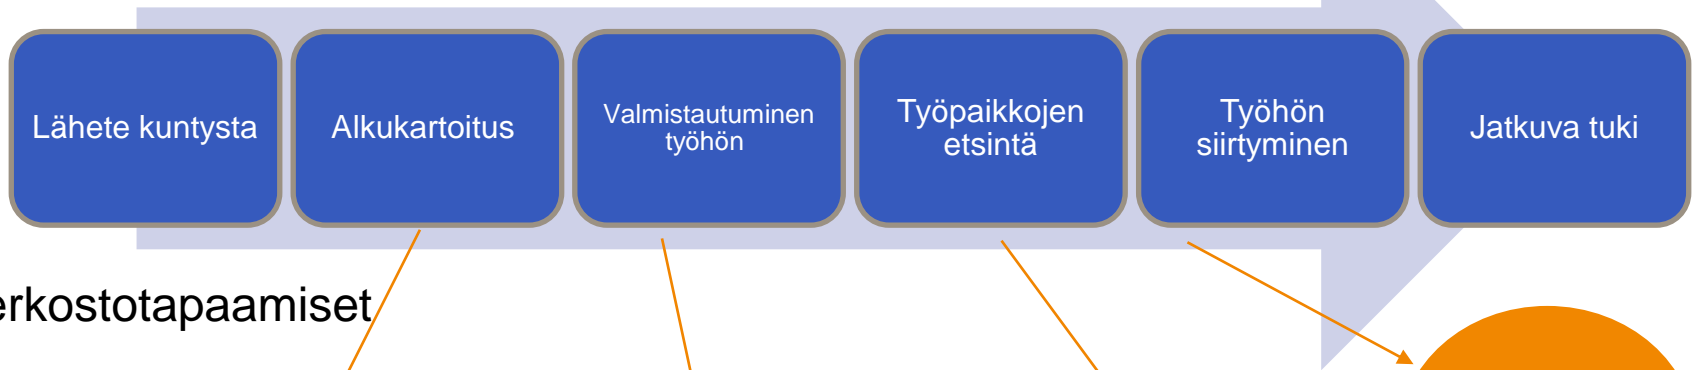 Lähete kuntysta
Alkukartoitus
Valmistautuminen
työhön
Työpaikkojen
etsintä
Työhön
siirtyminen
Jatkuva tuki
erkostotapaamiset